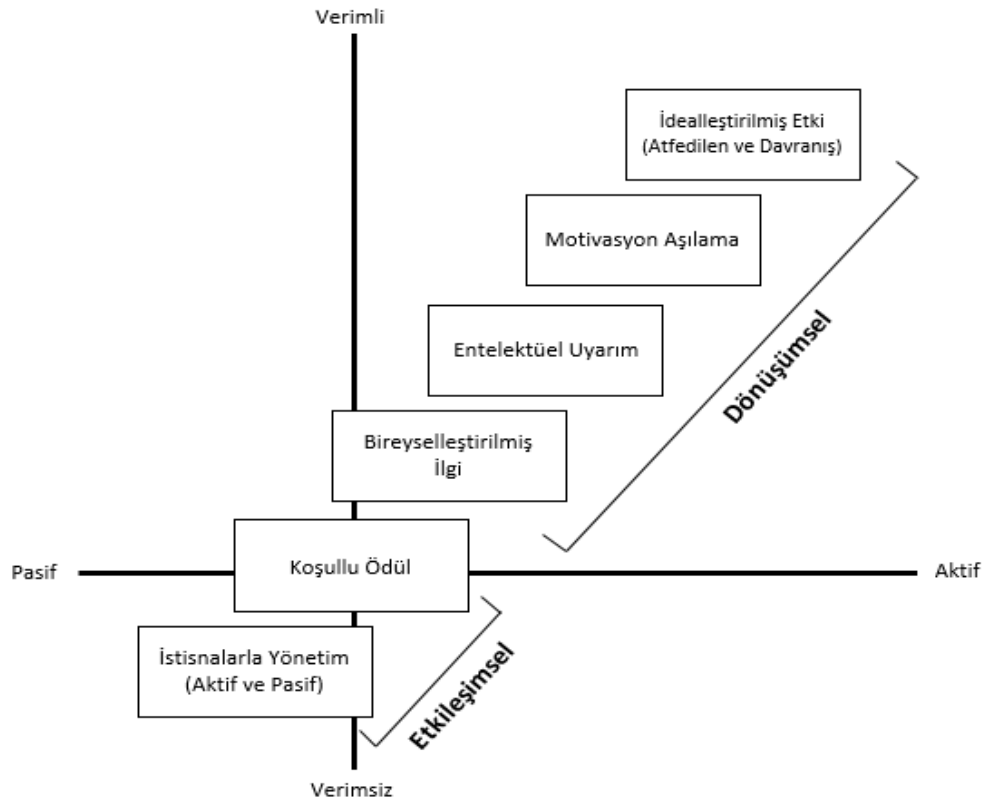 Verimli
İdealleştirilmiş Etki
(Atfedilen ve Davranış)
Motivasyon Aşılama
Entelektüel Uyarım
Dönüşümsel
Bireyselleştirilmiş
İlgi
Pasif
Koşullu Ödül
Aktif
İstisnalarla Yönetim
(Aktif ve Pasif)
Etkileşimsel
Verimsiz